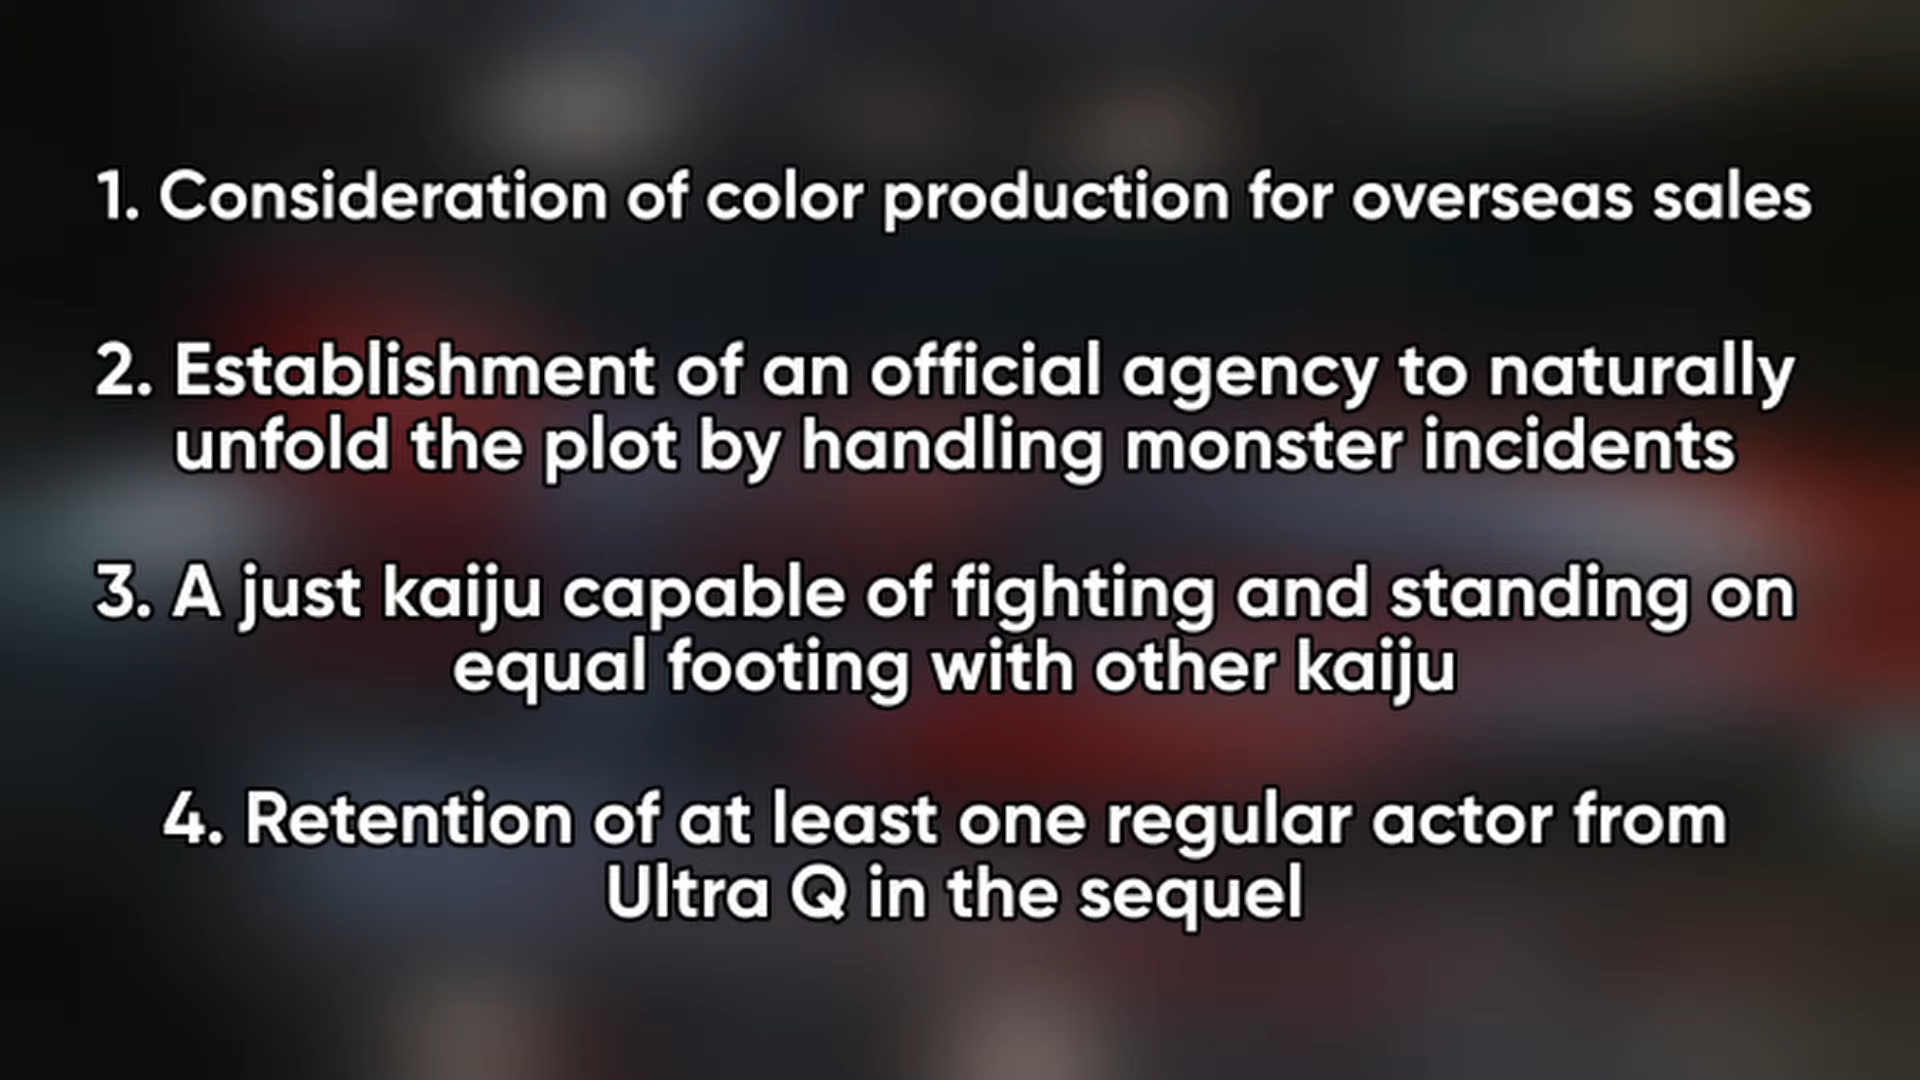 1. Consideration of color production for overseas sales
2. Establishment of an official agency to naturally
unfold the plot by handling monster incidents
3. A just kaiju capable of fighting and standing on
equal footing with other kaiju
4. Retention of at least one regular actor from
Ultra Q in the sequel